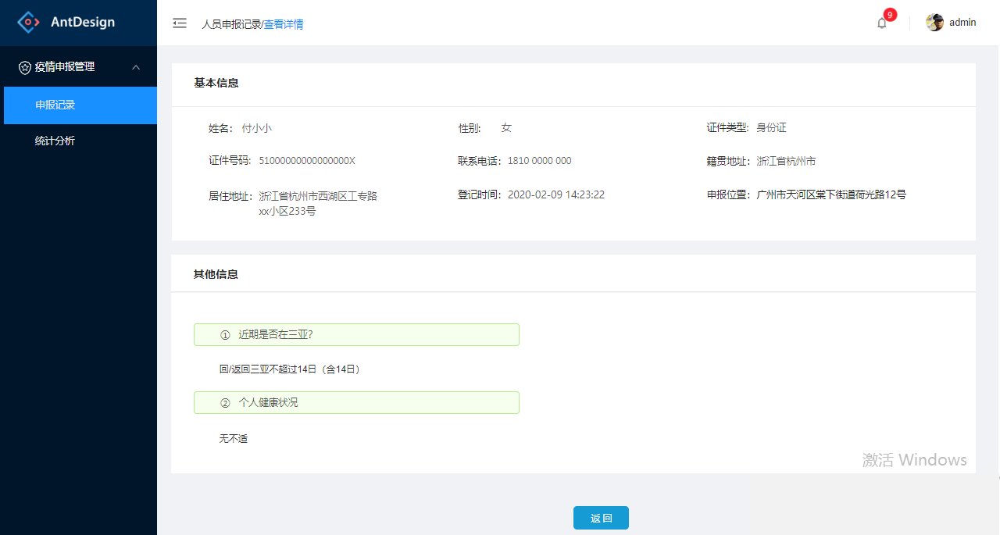 AntDesign
人员申报记录/查看详情
9
admin
疫情申报管理
申报记录
统计分析
基本信息
姓名： 付小小
性别: 女
证件类型: 身份证
证件号码: 51000000000000000X
联系电话： 1810 0000 000
籍贯地址： 浙江省杭州市
居住地址： 浙江省杭州市西湖区工专路
xx小区233号
登记时间： 2020-02-09 14:23:22
申报位置：广州市天河区棠下街道荷光路12号
其他信息
① 近期是否在三亚?
回/返回三亚不超过14日（含14日）
② 个人健康状况
无不适
激活 Windows
返回